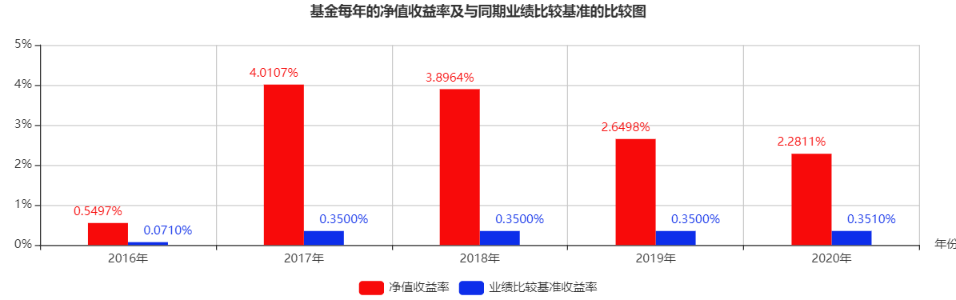 基金每年的净值收益率及与同期业绩比较基准的比较图
5%
4%
3%
2%
1%
0%
0.5497%
0.0710%
4.0107%
0.3500%
3.8964%
0.3500%
2.6498%
0.3500%
2.2811%
0.3510%
2016年
2017年
2018年
2019年
2020年
年份
净值收益率
业绩比较基准收益率